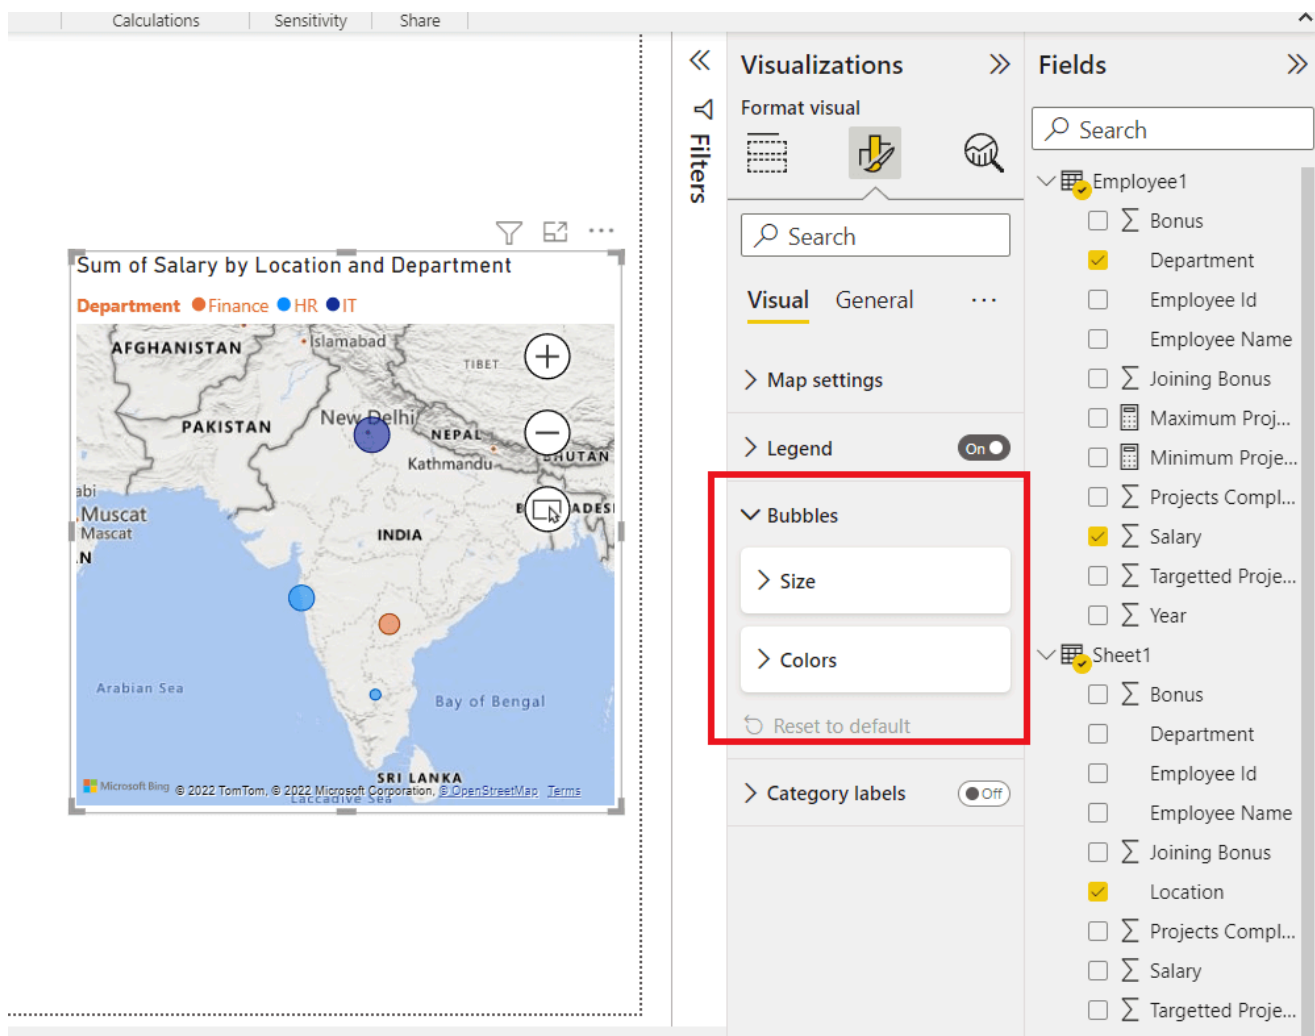 Calculations
Sensitivity
Share
Filters
Sum of Salary by Location and Department
Department Finance HR IT
AFGHANISTAN
Islamabad
TIBET
PAKISTAN
New Delhi
NEPAL
BHUTAN
Kathmandu
abi
Muscat
Mascat
INDIA
N
Arabian Sea
Bay of Bengal
SRI LANKA
Laccadive Sea
Microsoft Bing © 2022 TomTom, © 2022 Microsoft Corporation, © OpenStreetMap Terms
Visualizations
Format visual
Search
Visual General ...
Map settings
Legend On
Bubbles
Size
Colors
Reset to default
Category labels Off
Fields
Search
Employee1
Bonus
Department
Employee Id
Employee Name
Joining Bonus
Maximum Proj...
Minimum Proje...
Projects Compl...
Salary
Targetted Proje...
Year
Sheet1
Bonus
Department
Employee Id
Employee Name
Joining Bonus
Location
Projects Compl...
Salary
Targetted Proje...